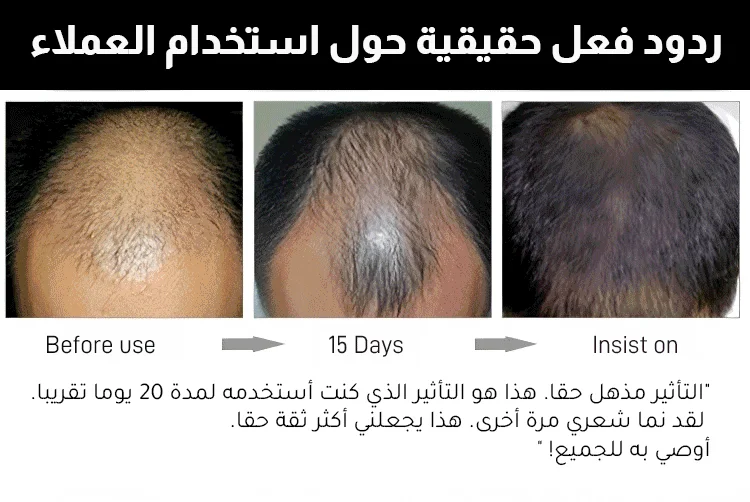 ردود فعل حقيقية حول استخدام العملاء
Before use
15 Days
Insist on
"التأثير مذهل حقا. هذا هو التأثير الذي كنت أستخدمه لمدة 20 يوما تقريبا.
لقد نما شعري مرة أخرى. هذا يجعلني أكثر ثقة حقا.
أوصي به للجميع! "